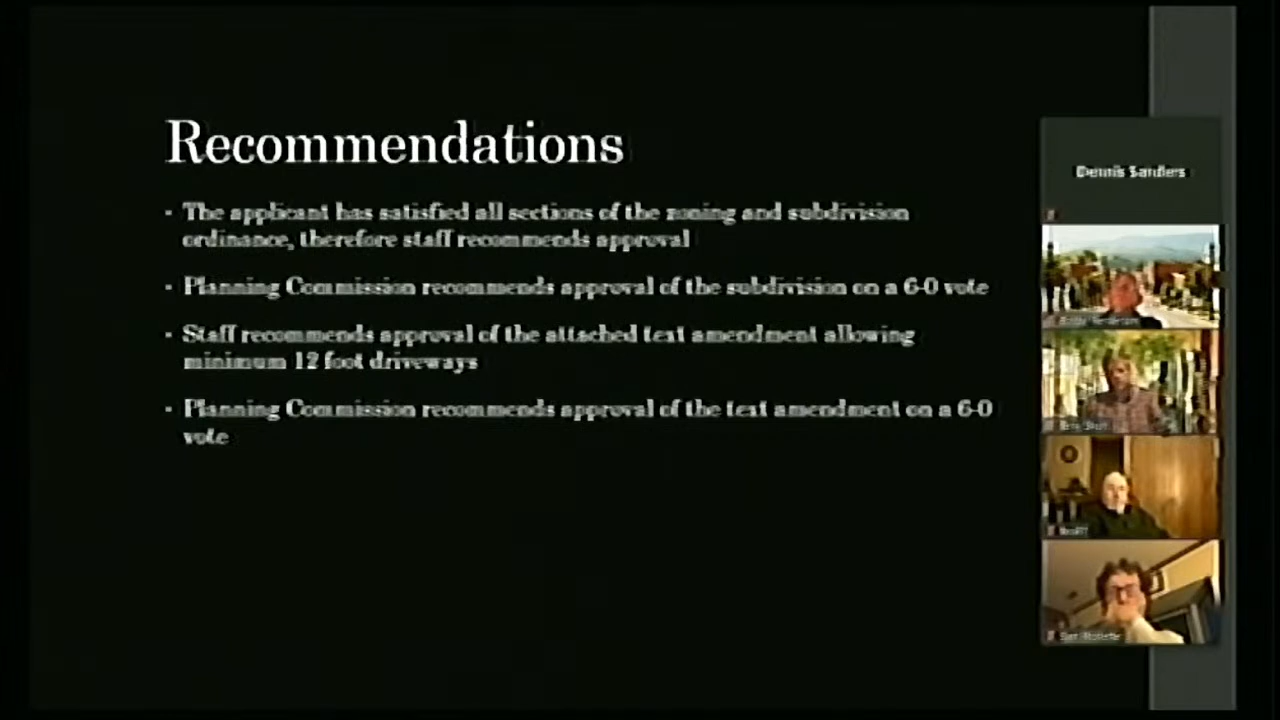 Recommendations
▪ The applicant has satisfied all sections of the zoning and subdivision
ordinance, therefore staff recommends approval
▪ Planning Commission recommends approval of the subdivision on a 6-0 vote
▪ Staff recommends approval of the attached text amendment allowing
minimum 12 foot driveways
▪ Planning Commission recommends approval of the text amendment on a 6-0
vote
Dennis Sanders